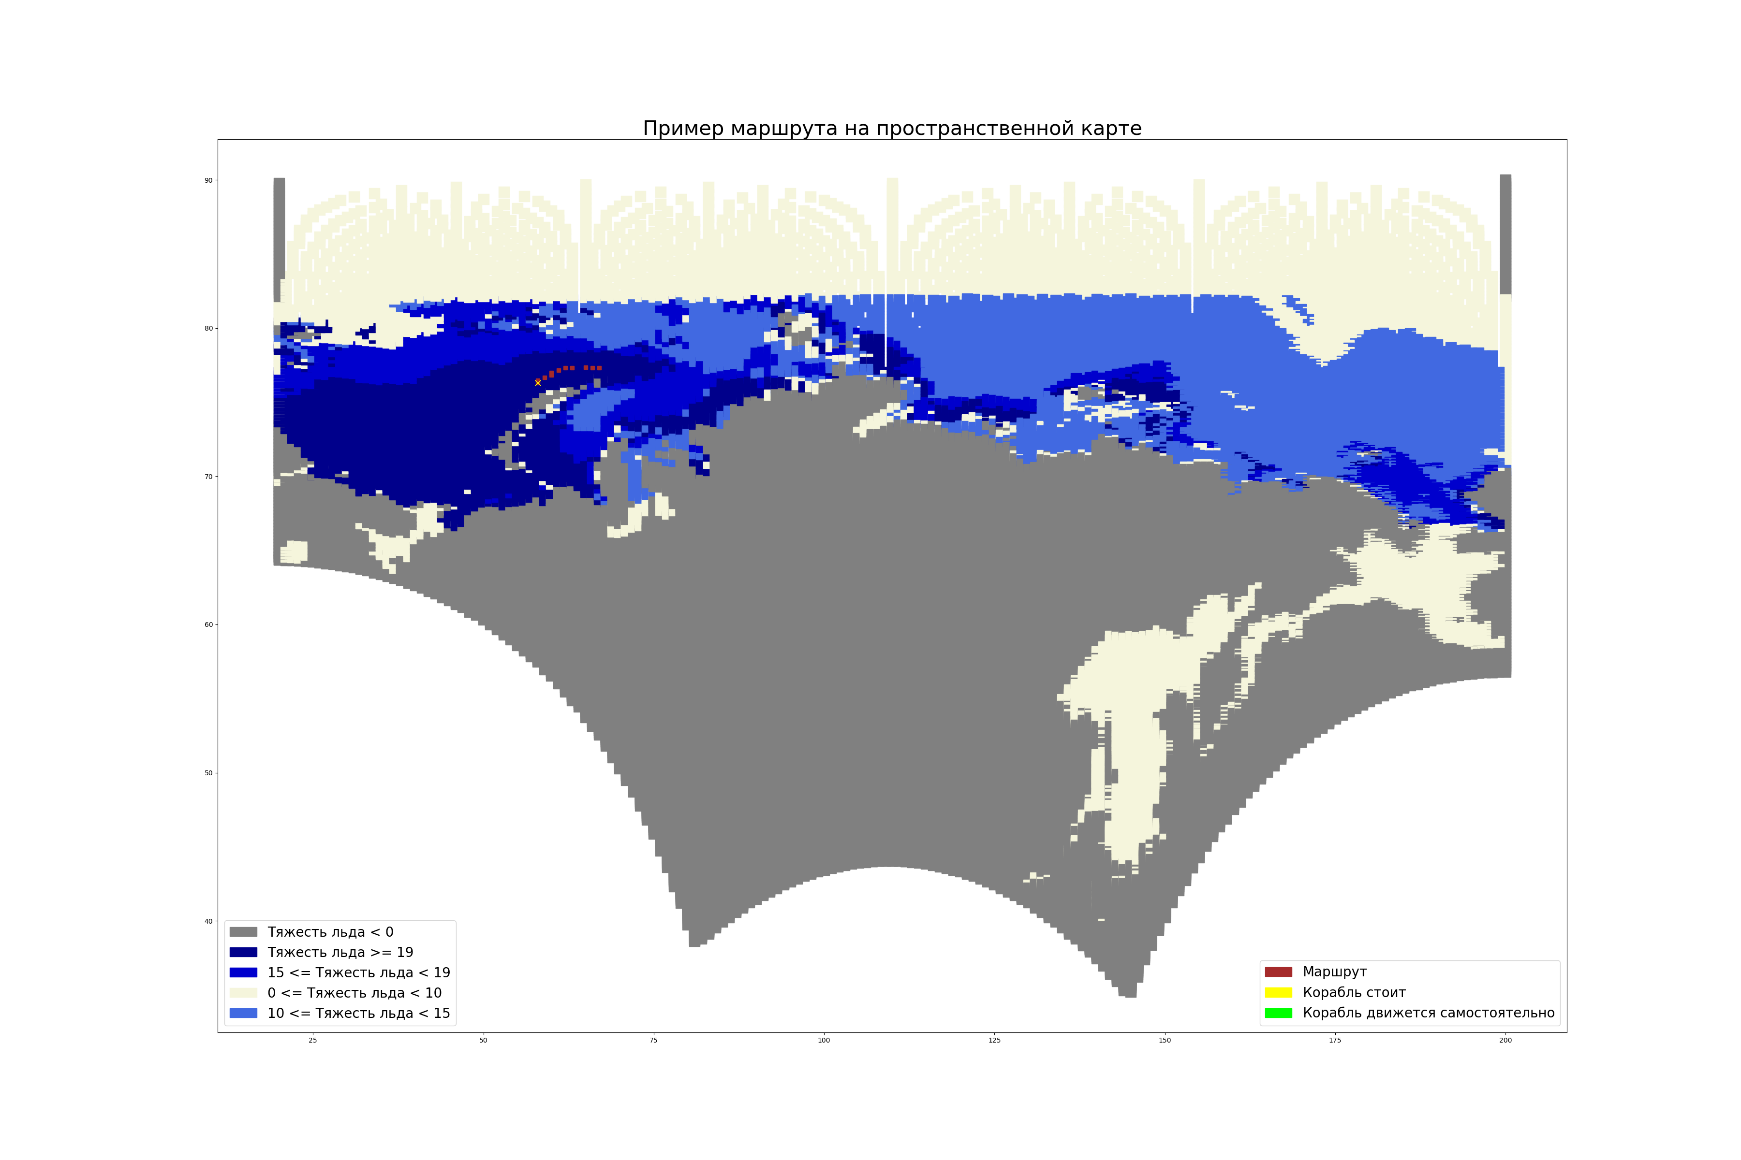 Пример маршрута на пространственной карте
90
80
70
60
50
40
25
50
75
100
125
150
175
200
Тяжесть льда < 0
Тяжесть льда >= 19
15 <= Тяжесть льда < 19
0 <= Тяжесть льда < 10
10 <= Тяжесть льда < 15
Маршрут
Корабль стоит
Корабль движется самостоятельно